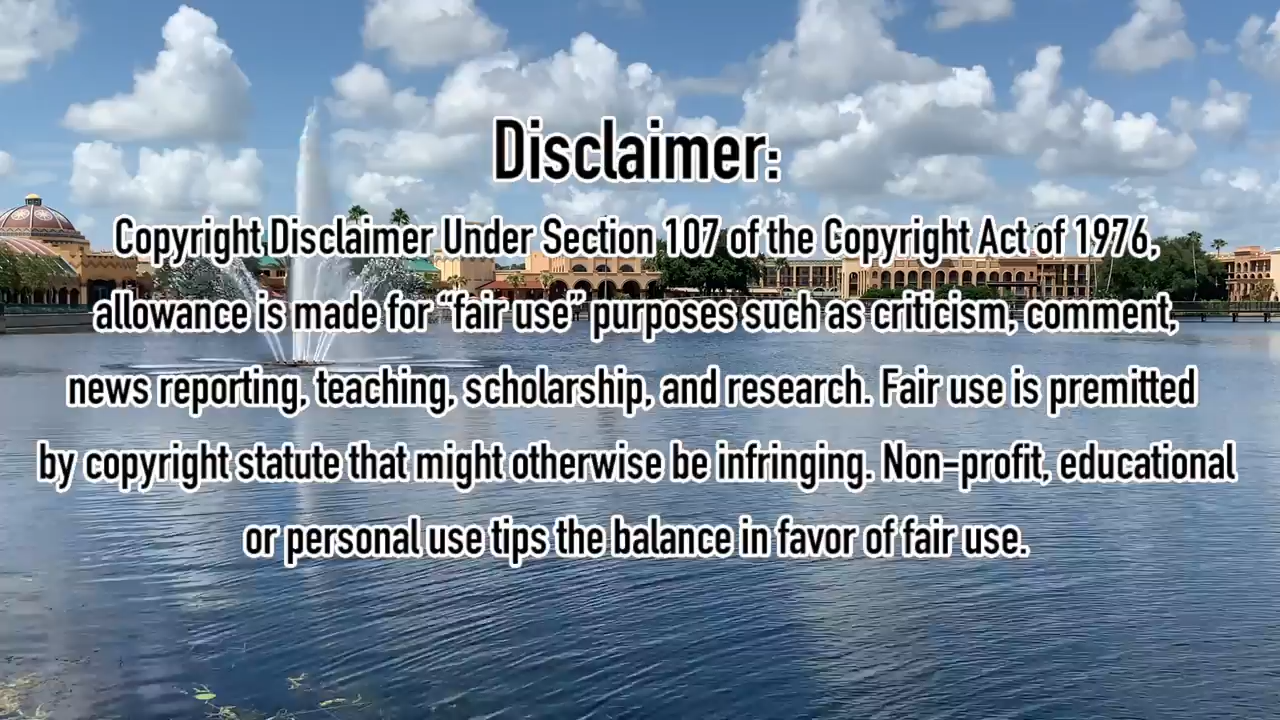 Disclaimer:
Copyright Disclaimer Under Section 107 of the Copyright Act of 1976,
allowance is made for “fair use” purposes such as criticism, comment,
news reporting, teaching, scholarship, and research. Fair use is premitted
by copyright statute that might otherwise be infringing. Non-profit, educational
or personal use tips the balance in favor of fair use.